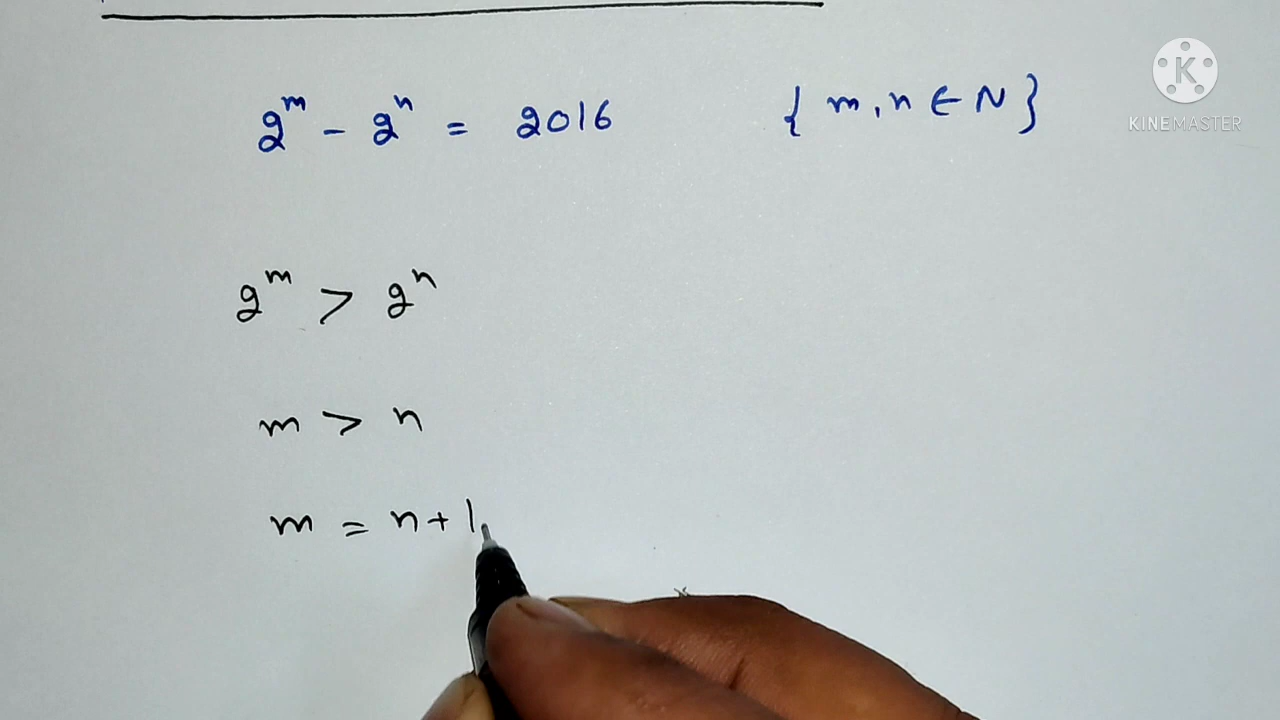 2^m - 2^n = 2016 { m, n ∈ N }
KINEMASTER
2^m > 2^n
m > n
m = n + 1